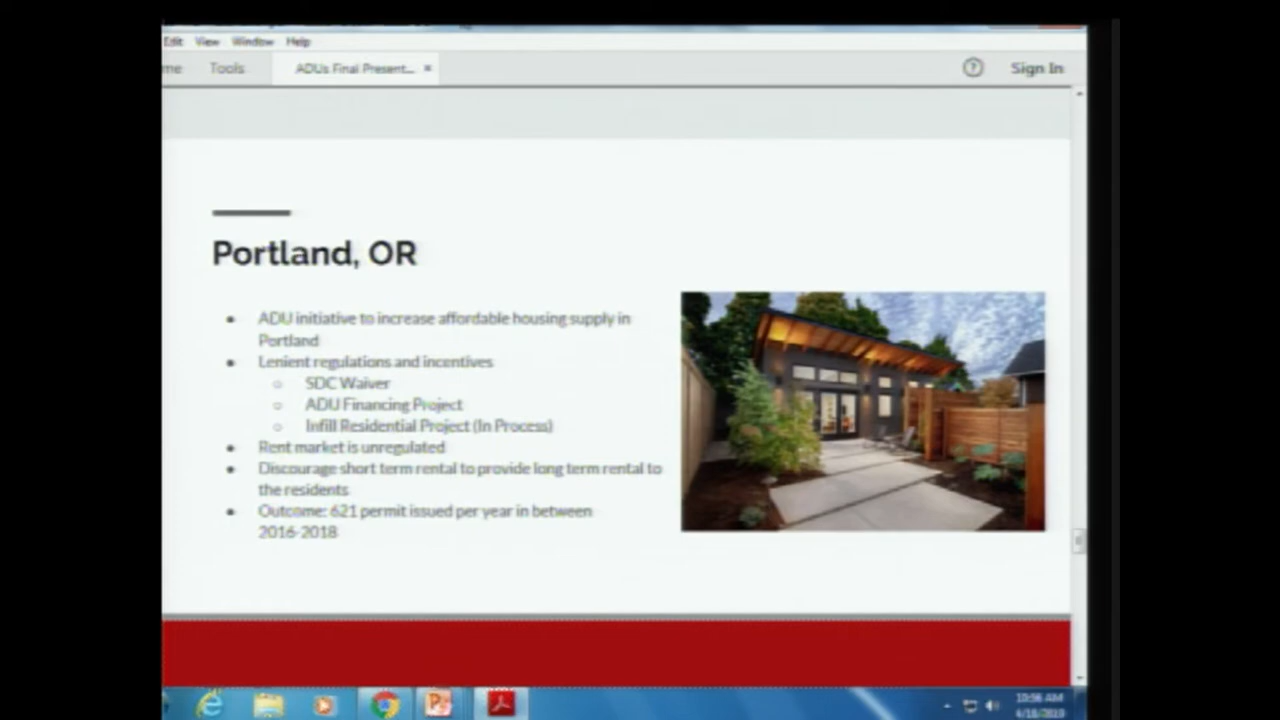 Edit View Window Help
me Tools ADUs Final Present... × ? Sign In
Portland, OR
ADU initiative to increase affordable housing supply in
Portland
Lenient regulations and incentives
SDC Waiver
ADU Financing Project
Infill Residential Project (In Process)
Rent market is unregulated
Discourage short term rental to provide long term rental to
the residents
Outcome: 621 permit issued per year in between
2016-2018
10:56 AM